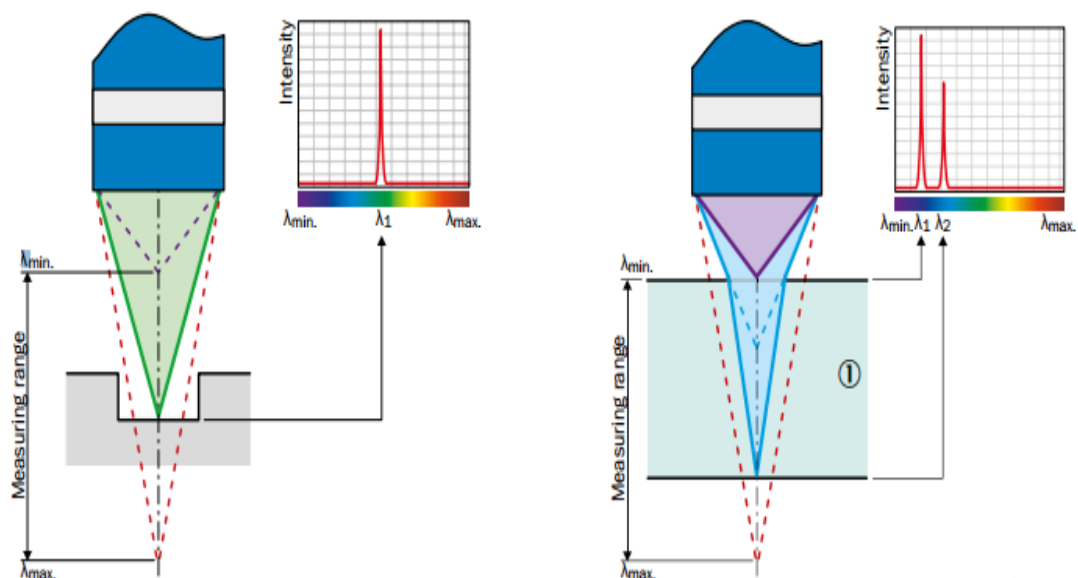 Intensity
λmin.
λ1
λmax.
λmin.
Measuring range
λmax.
Intensity
λmin.
λ1
λ2
λmax.
λmin.
Measuring range
①
λmax.